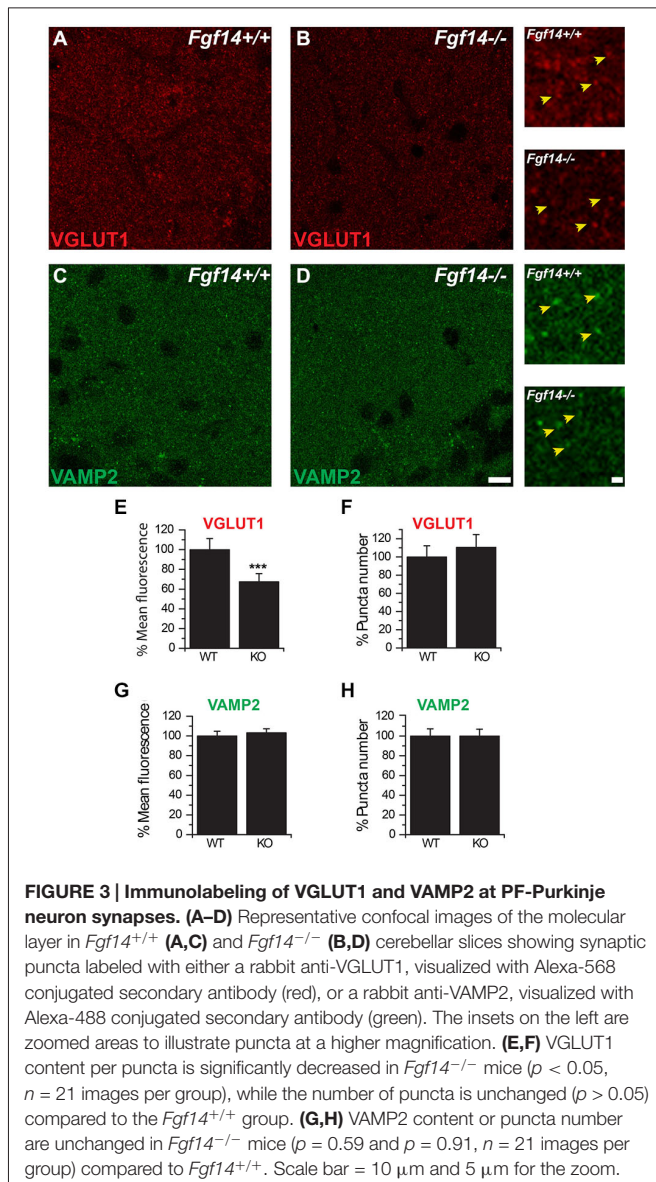 A Fgf14+/+ B Fgf14-/- Fgf14+/+
Fgf14-/-
VGLUT1 VGLUT1
C Fgf14+/+ D Fgf14-/- Fgf14+/+
Fgf14-/-
VAMP2 VAMP2
E VGLUT1
% Mean fluorescence
120
100
80
60
40
20
0
***
WT KO
F VGLUT1
% Puncta number
120
100
80
60
40
20
0
WT KO
G VAMP2
% Mean fluorescence
120
100
80
60
40
20
0
WT KO
H VAMP2
% Puncta number
120
100
80
60
40
20
0
WT KO
FIGURE 3 | Immunolabeling of VGLUT1 and VAMP2 at PF-Purkinje
neuron synapses. (A–D) Representative confocal images of the molecular
layer in Fgf14+/+ (A,C) and Fgf14−/− (B,D) cerebellar slices showing synaptic
puncta labeled with either a rabbit anti-VGLUT1, visualized with Alexa-568
conjugated secondary antibody (red), or a rabbit anti-VAMP2, visualized with
Alexa-488 conjugated secondary antibody (green). The insets on the left are
zoomed areas to illustrate puncta at a higher magnification. (E,F) VGLUT1
content per puncta is significantly decreased in Fgf14−/− mice (p < 0.05,
n = 21 images per group), while the number of puncta is unchanged (p > 0.05)
compared to the Fgf14+/+ group. (G,H) VAMP2 content or puncta number
are unchanged in Fgf14−/− mice (p = 0.59 and p = 0.91, n = 21 images per
group) compared to Fgf14+/+. Scale bar = 10 μm and 5 μm for the zoom.